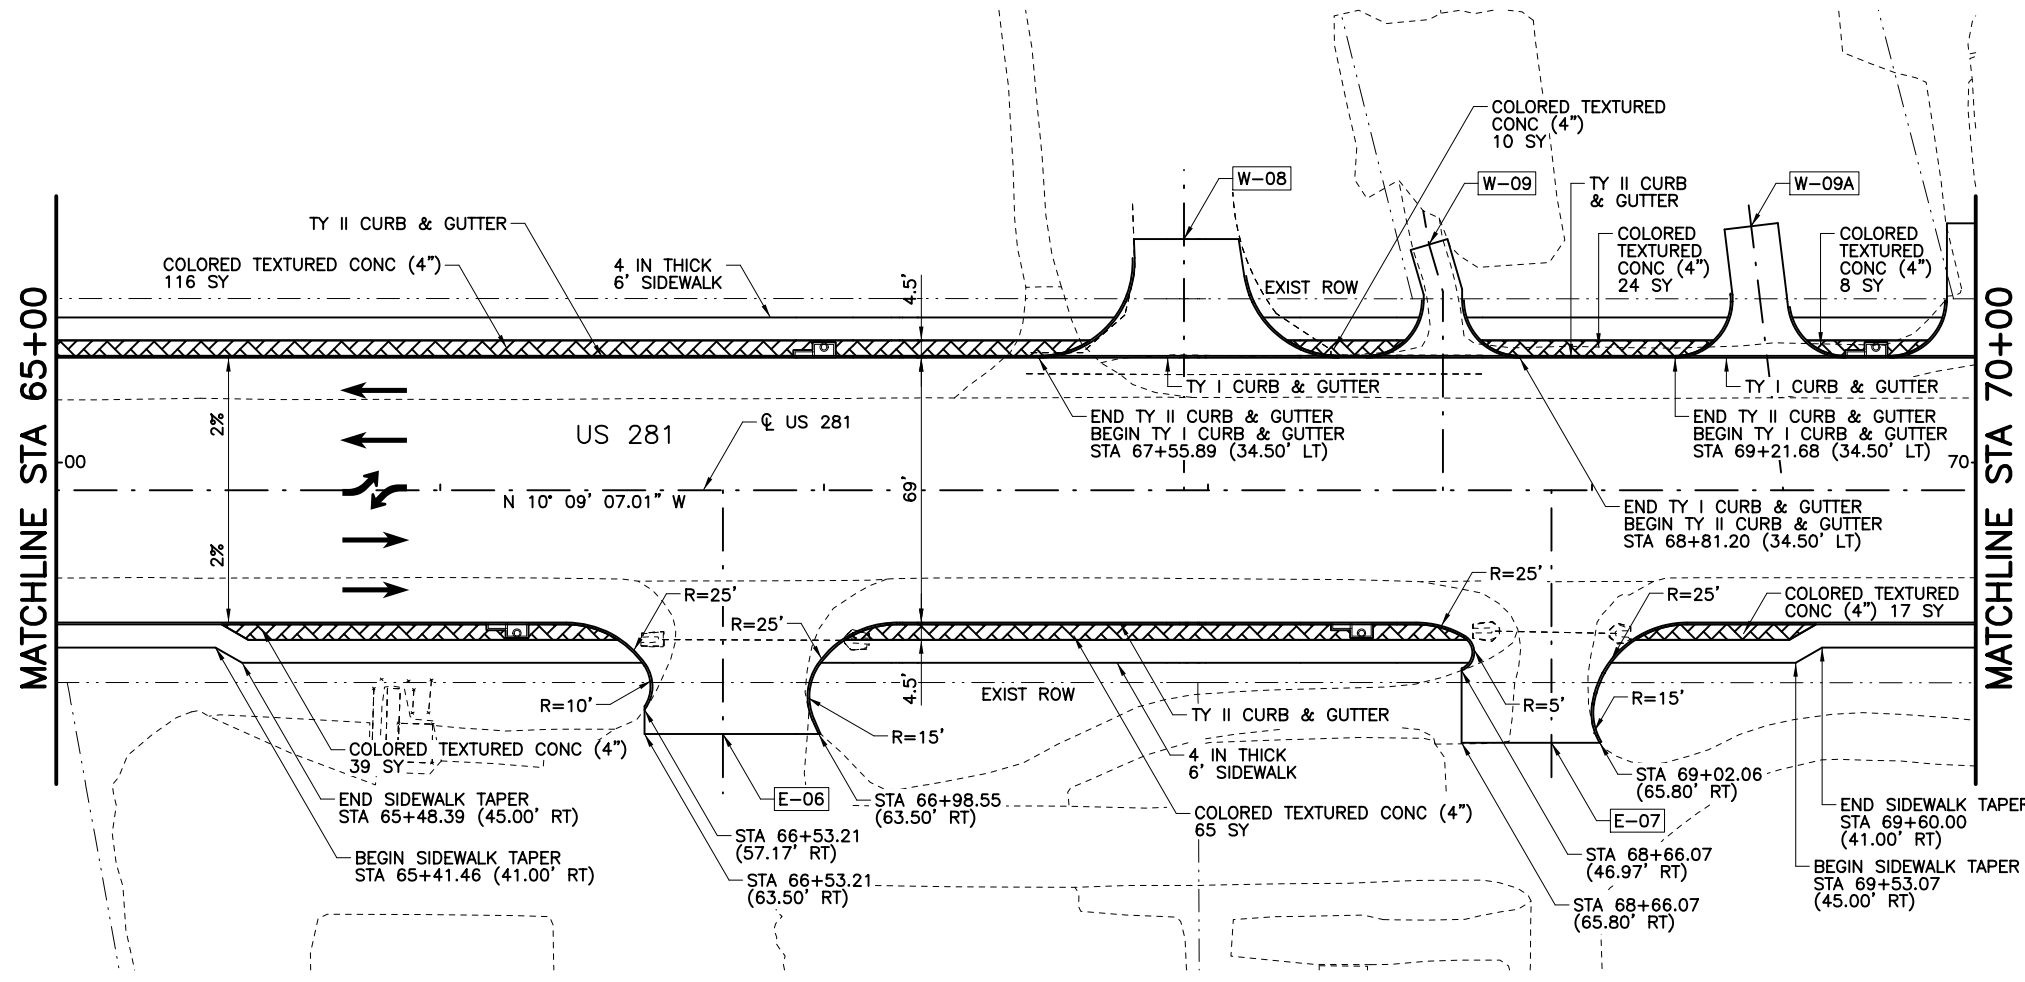 MATCHLINE STA 65+00
TY II CURB & GUTTER
COLORED TEXTURED CONC (4")
116 SY
4 IN THICK
6' SIDEWALK
4.5'
W-08
EXIST ROW
COLORED TEXTURED
CONC (4")
10 SY
W-09
TY II CURB
& GUTTER
COLORED
TEXTURED
CONC (4")
24 SY
W-09A
COLORED
TEXTURED
CONC (4")
8 SY
MATCHLINE STA 70+00
TY I CURB & GUTTER
TY I CURB & GUTTER
2%
US 281
℄ US 281
END TY II CURB & GUTTER
BEGIN TY I CURB & GUTTER
STA 67+55.89 (34.50' LT)
END TY II CURB & GUTTER
BEGIN TY I CURB & GUTTER
STA 69+21.68 (34.50' LT)
-00
70-
N 10° 09' 07.01" W
69'
END TY I CURB & GUTTER
BEGIN TY II CURB & GUTTER
STA 68+81.20 (34.50' LT)
2%
R=25'
R=25'
R=25'
R=25'
COLORED TEXTURED
CONC (4") 17 SY
4.5'
EXIST ROW
R=10'
R=15'
R=5'
R=15'
TY II CURB & GUTTER
COLORED TEXTURED CONC (4")
39 SY
4 IN THICK
6' SIDEWALK
END SIDEWALK TAPER
STA 65+48.39 (45.00' RT)
E-06
STA 66+98.55
(63.50' RT)
COLORED TEXTURED CONC (4")
65 SY
STA 69+02.06
(65.80' RT)
E-07
END SIDEWALK TAPER
STA 69+60.00
(41.00' RT)
BEGIN SIDEWALK TAPER
STA 65+41.46 (41.00' RT)
STA 66+53.21
(57.17' RT)
STA 66+53.21
(63.50' RT)
STA 68+66.07
(46.97' RT)
STA 68+66.07
(65.80' RT)
BEGIN SIDEWALK TAPER
STA 69+53.07
(45.00' RT)